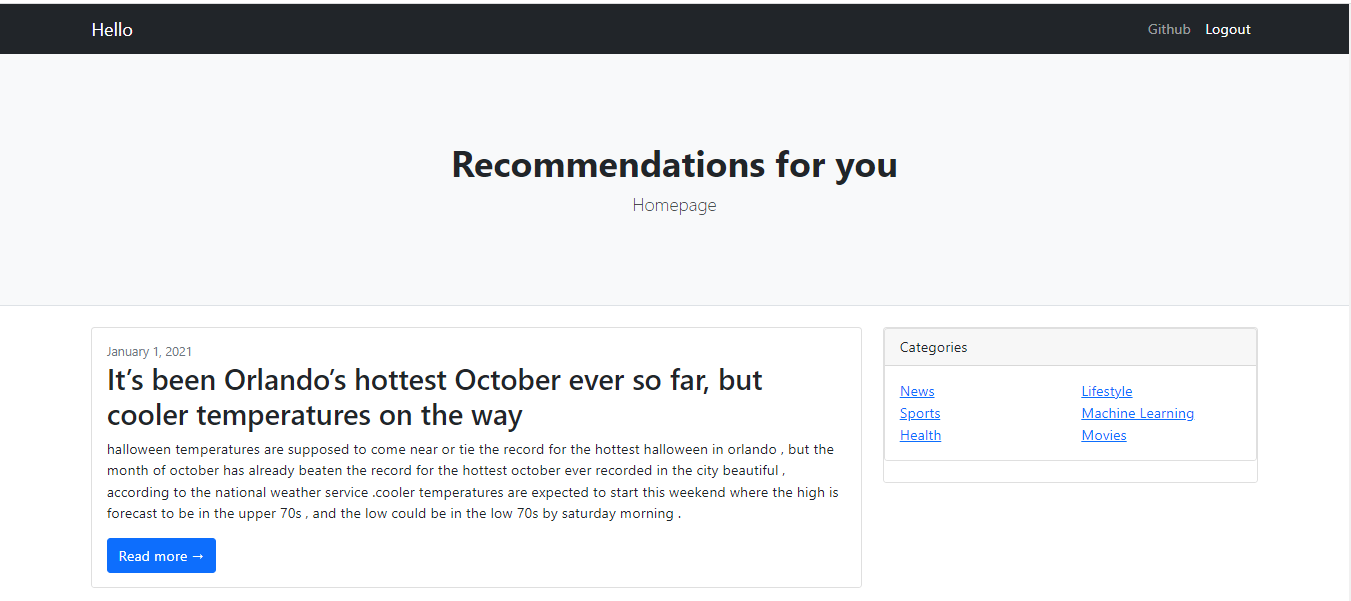 Hello
Github Logout
Recommendations for you
Homepage
January 1, 2021
It’s been Orlando’s hottest October ever so far, but
cooler temperatures on the way
halloween temperatures are supposed to come near or tie the record for the hottest halloween in orlando , but the
month of october has already beaten the record for the hottest october ever recorded in the city beautiful ,
according to the national weather service .cooler temperatures are expected to start this weekend where the high is
forecast to be in the upper 70s , and the low could be in the low 70s by saturday morning .
Read more →
Categories
News
Sports
Health
Lifestyle
Machine Learning
Movies